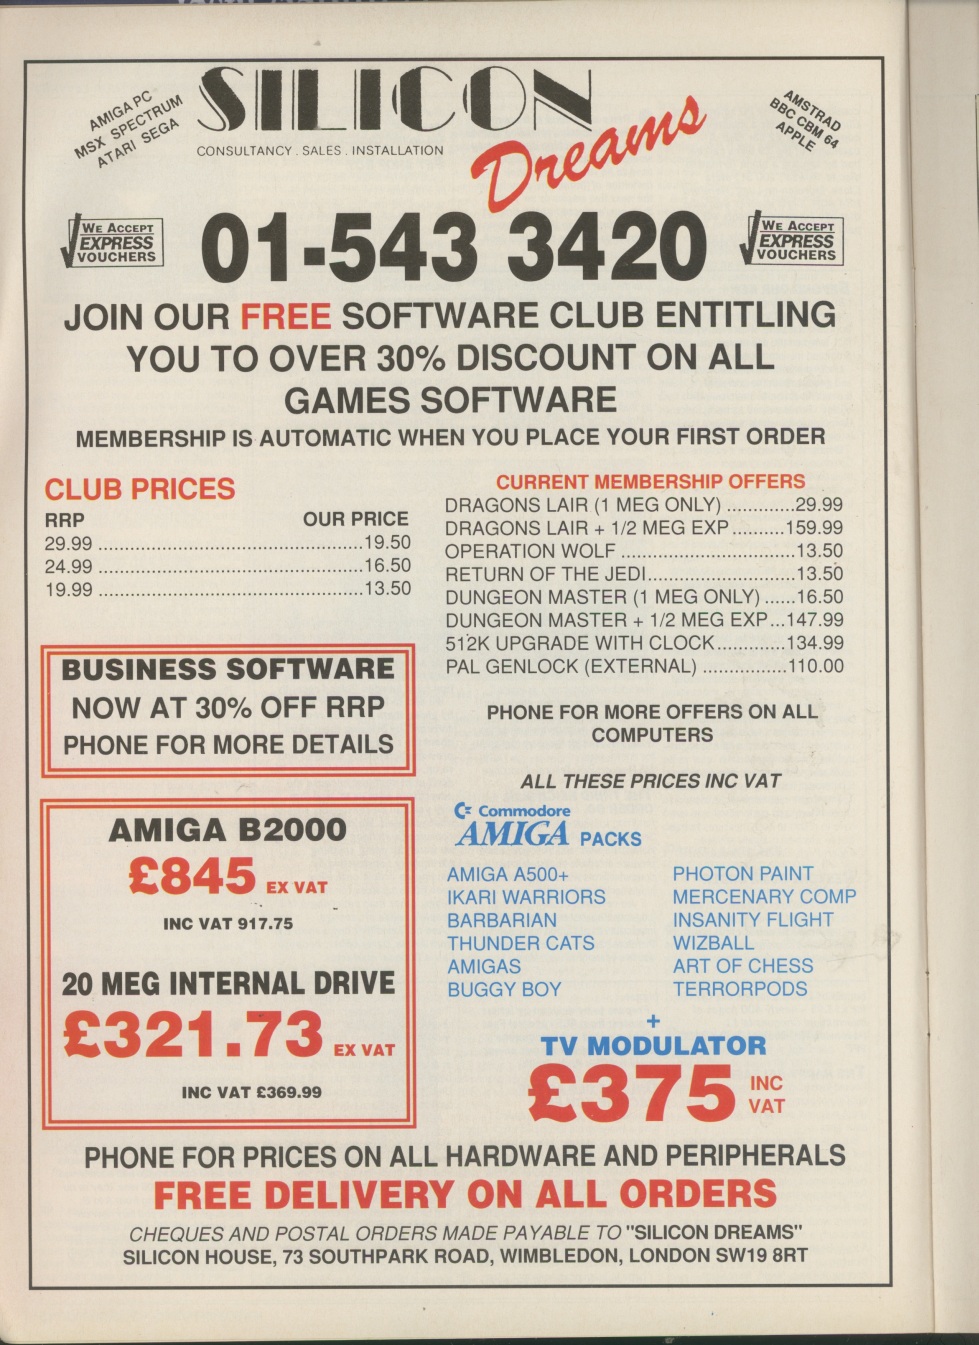 AMIGA PC
MSX SPECTRUM
ATARI SEGA
SILICON
Dreams
CONSULTANCY . SALES . INSTALLATION
AMSTRAD
BBC CBM 64
APPLE
WE ACCEPT
EXPRESS
VOUCHERS
01-543 3420
WE ACCEPT
EXPRESS
VOUCHERS
JOIN OUR FREE SOFTWARE CLUB ENTITLING
YOU TO OVER 30% DISCOUNT ON ALL
GAMES SOFTWARE
MEMBERSHIP IS AUTOMATIC WHEN YOU PLACE YOUR FIRST ORDER
CLUB PRICES
RRP OUR PRICE
29.99 ................................................19.50
24.99 ................................................16.50
19.99 ................................................13.50
BUSINESS SOFTWARE
NOW AT 30% OFF RRP
PHONE FOR MORE DETAILS
AMIGA B2000
£845 EX VAT
INC VAT 917.75
20 MEG INTERNAL DRIVE
£321.73 EX VAT
INC VAT £369.99
CURRENT MEMBERSHIP OFFERS
DRAGONS LAIR (1 MEG ONLY) .............29.99
DRAGONS LAIR + 1/2 MEG EXP ..........159.99
OPERATION WOLF .................................13.50
RETURN OF THE JEDI............................13.50
DUNGEON MASTER (1 MEG ONLY) ......16.50
DUNGEON MASTER + 1/2 MEG EXP...147.99
512K UPGRADE WITH CLOCK.............134.99
PAL GENLOCK (EXTERNAL) ................110.00
PHONE FOR MORE OFFERS ON ALL
COMPUTERS
ALL THESE PRICES INC VAT
Commodore
AMIGA PACKS
AMIGA A500+ PHOTON PAINT
IKARI WARRIORS MERCENARY COMP
BARBARIAN INSANITY FLIGHT
THUNDER CATS WIZBALL
AMIGAS ART OF CHESS
BUGGY BOY TERRORPODS
+
TV MODULATOR
£375 INC
VAT
PHONE FOR PRICES ON ALL HARDWARE AND PERIPHERALS
FREE DELIVERY ON ALL ORDERS
CHEQUES AND POSTAL ORDERS MADE PAYABLE TO "SILICON DREAMS"
SILICON HOUSE, 73 SOUTHPARK ROAD, WIMBLEDON, LONDON SW19 8RT